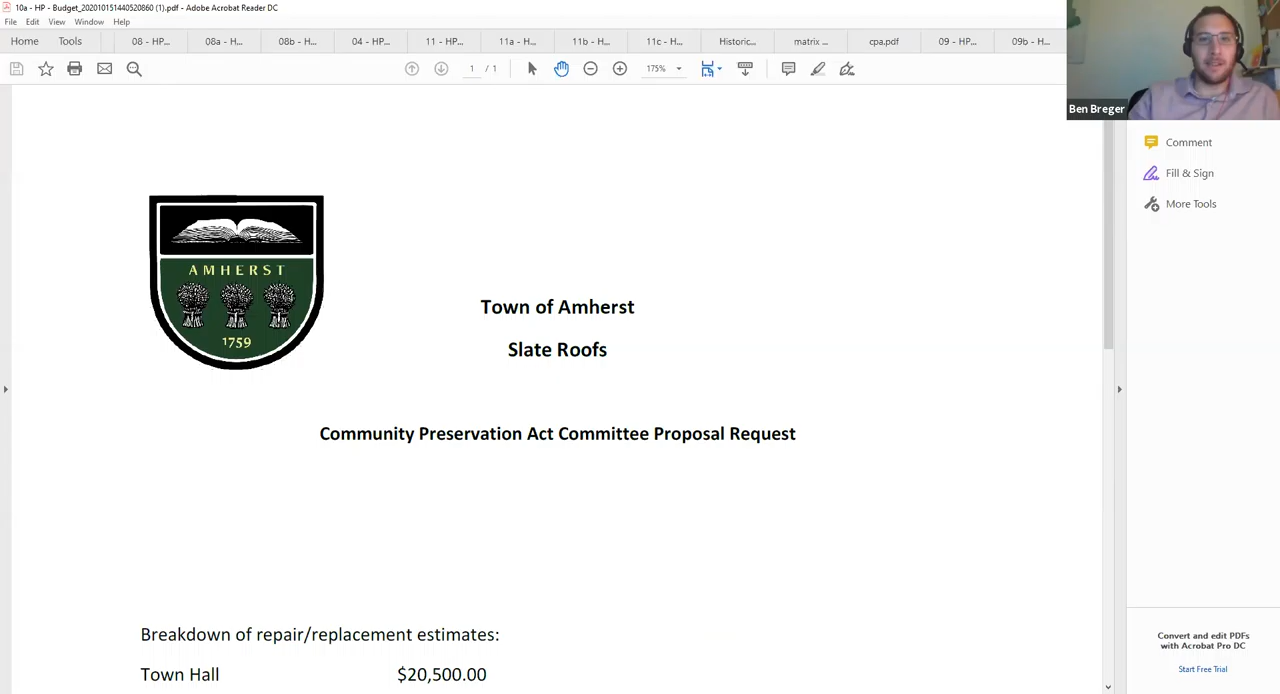 10a - HP - Budget_202010151440520860 (1).pdf - Adobe Acrobat Reader DC
File Edit View Window Help
Home Tools 08 - HP... 08a - H... 08b - H... 04 - HP... 11 - HP... 11a - H... 11b - H... 11c - H... Historic... matrix ... cpa.pdf 09 - HP... 09b - H...
1 / 1 175%
Ben Breger
Comment
Fill & Sign
More Tools
AMHERST
1759
Town of Amherst
Slate Roofs
Community Preservation Act Committee Proposal Request
Breakdown of repair/replacement estimates:
Town Hall $20,500.00
Convert and edit PDFs
with Acrobat Pro DC
Start Free Trial